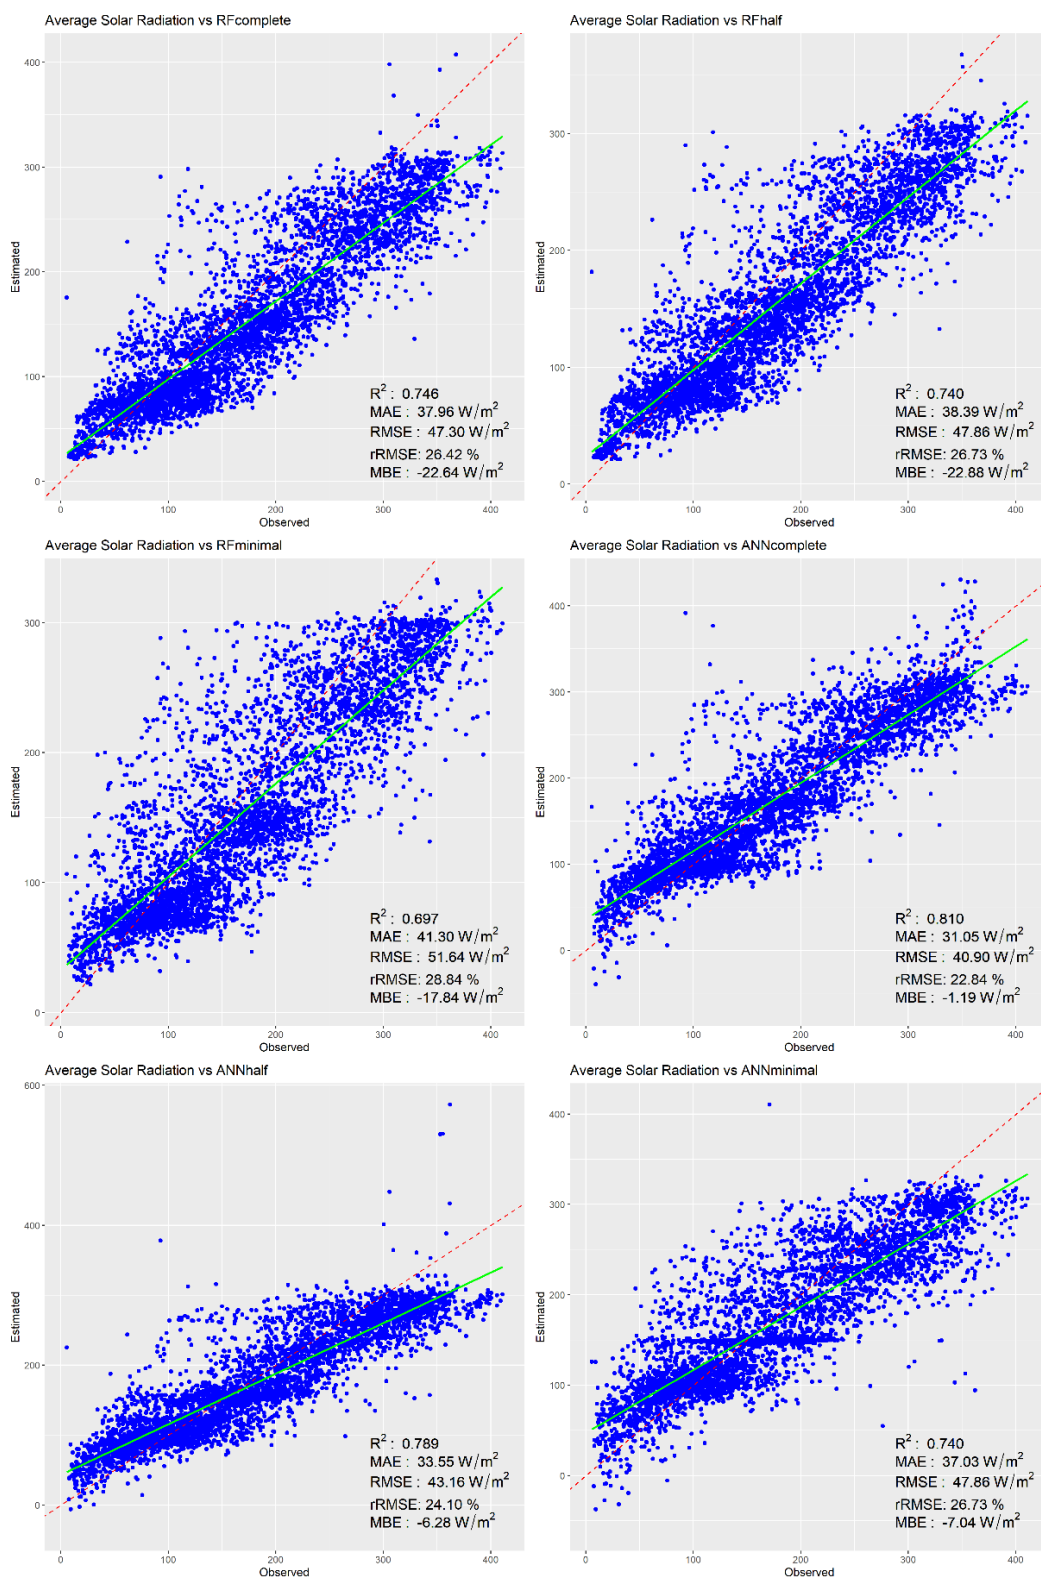 Average Solar Radiation vs RFcomplete
400
300
200
100
0
Estimated
R²: 0.746
MAE: 37.96 W/m²
RMSE: 47.30 W/m²
rRMSE: 26.42 %
MBE: -22.64 W/m²
0 100 200 300 400
Observed
Average Solar Radiation vs RFhalf
300
200
100
0
Estimated
R²: 0.740
MAE: 38.39 W/m²
RMSE: 47.86 W/m²
rRMSE: 26.73 %
MBE: -22.88 W/m²
0 100 200 300 400
Observed
Average Solar Radiation vs RFminimal
300
200
100
0
Estimated
R²: 0.697
MAE: 41.30 W/m²
RMSE: 51.64 W/m²
rRMSE: 28.84 %
MBE: -17.84 W/m²
0 100 200 300 400
Observed
Average Solar Radiation vs ANNcomplete
400
300
200
100
0
Estimated
R²: 0.810
MAE: 31.05 W/m²
RMSE: 40.90 W/m²
rRMSE: 22.84 %
MBE: -1.19 W/m²
0 100 200 300 400
Observed
Average Solar Radiation vs ANNhalf
600
400
200
0
Estimated
R²: 0.789
MAE: 33.55 W/m²
RMSE: 43.16 W/m²
rRMSE: 24.10 %
MBE: -6.28 W/m²
0 100 200 300 400
Observed
Average Solar Radiation vs ANNminimal
400
300
200
100
0
Estimated
R²: 0.740
MAE: 37.03 W/m²
RMSE: 47.86 W/m²
rRMSE: 26.73 %
MBE: -7.04 W/m²
0 100 200 300 400
Observed